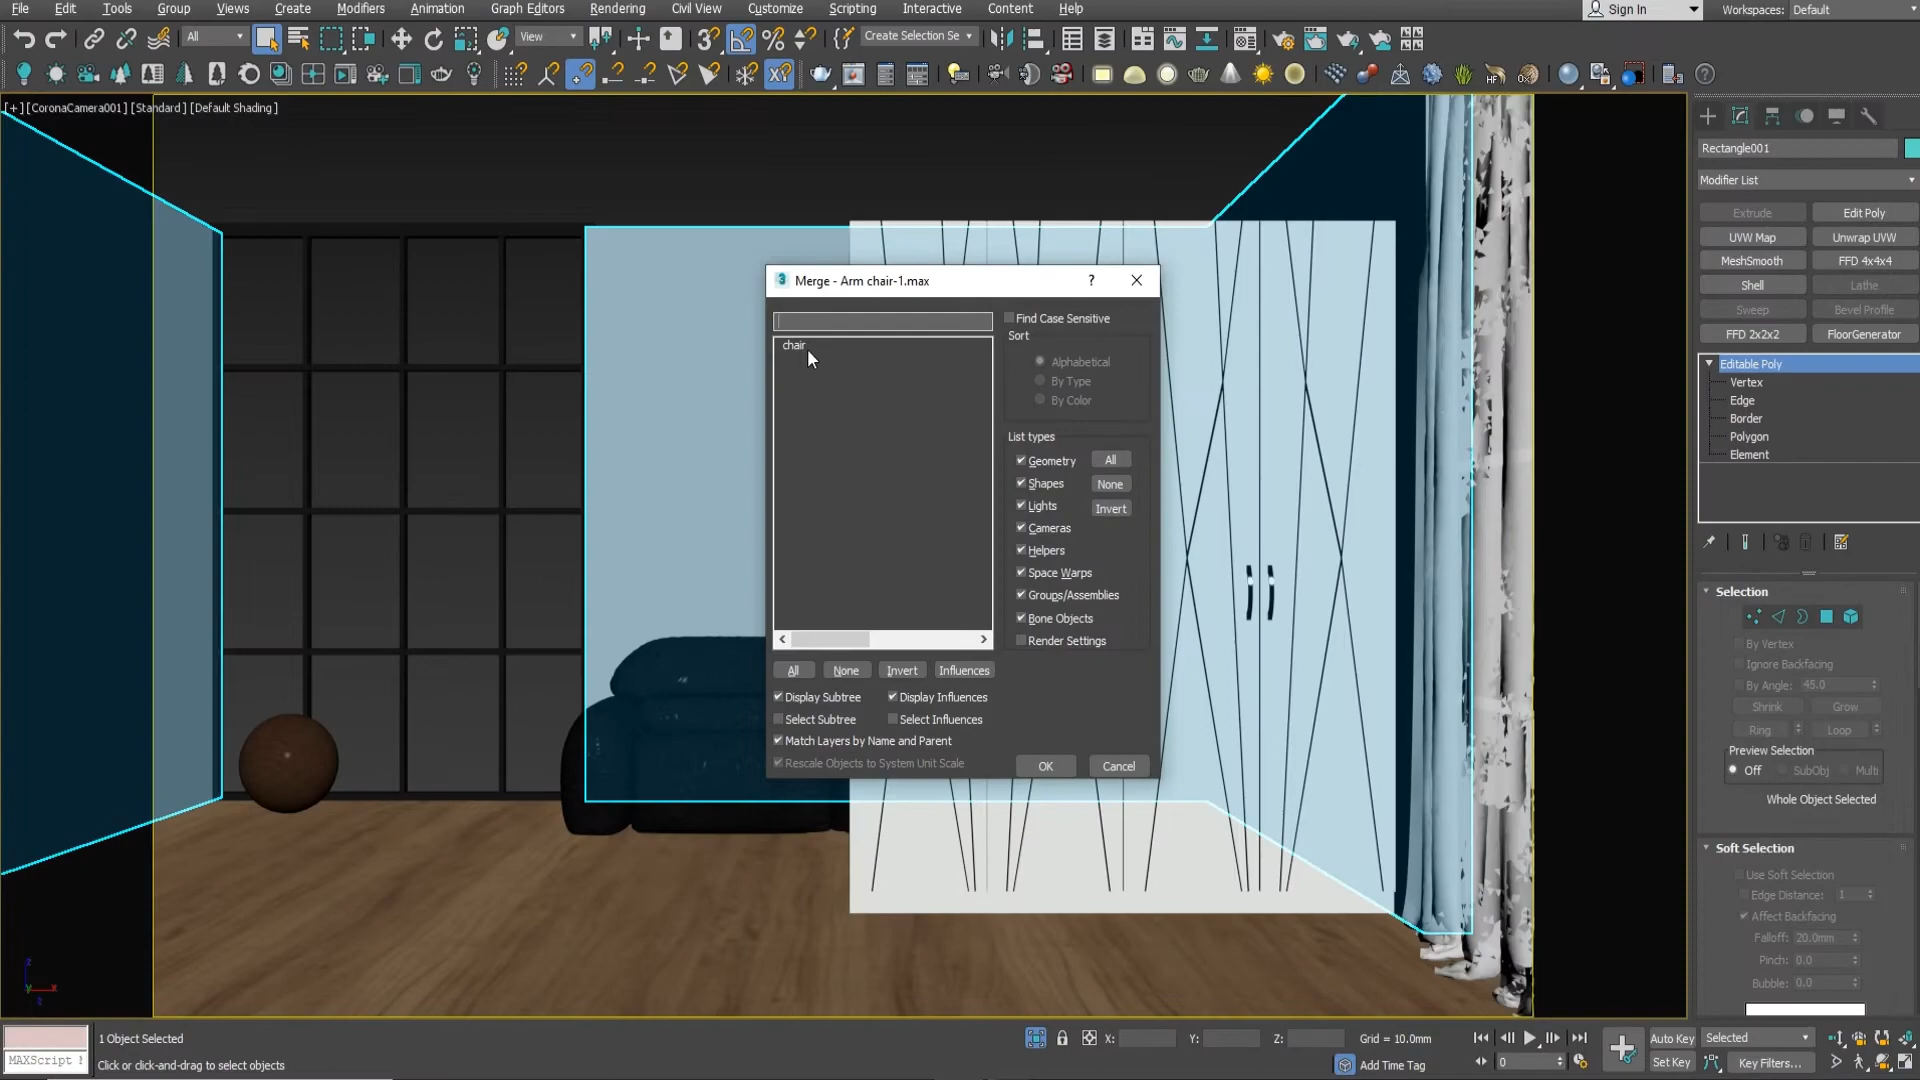 File Edit Tools Group Views Create Modifiers Animation Graph Editors Rendering Civil View Customize Scripting Interactive Content Help Sign In Workspaces: Default
All View Create Selection Se
[+] [CoronaCamera001] [Standard] [Default Shading]
Rectangle001
Modifier List
Extrude Edit Poly
UVW Map Unwrap UVW
MeshSmooth FFD 4x4x4
Shell Lathe
Sweep Bevel Profile
FFD 2x2x2 FloorGenerator
Editable Poly
Vertex
Edge
Border
Polygon
Element
Selection
By Vertex
Ignore Backfacing
By Angle: 45.0
Shrink Grow
Ring Loop
Preview Selection
Off SubObj Multi
Whole Object Selected
Soft Selection
Use Soft Selection
Edge Distance: 1
Affect Backfacing
Falloff: 20.0mm
Pinch: 0.0
Bubble: 0.0
Merge - Arm chair-1.max ?
chair
Find Case Sensitive
Sort
Alphabetical
By Type
By Color
List types
Geometry All
Shapes None
Lights Invert
Cameras
Helpers
Space Warps
Groups/Assemblies
Bone Objects
Render Settings
All None Invert Influences
Display Subtree Display Influences
Select Subtree Select Influences
Match Layers by Name and Parent
Rescale Objects to System Unit Scale
OK Cancel
z
y x
z
1 Object Selected
X: Y: Z: Grid = 10.0mm
Auto Key Selected
MAXScript
Click or click-and-drag to select objects
Add Time Tag
0
Set Key Key Filters...